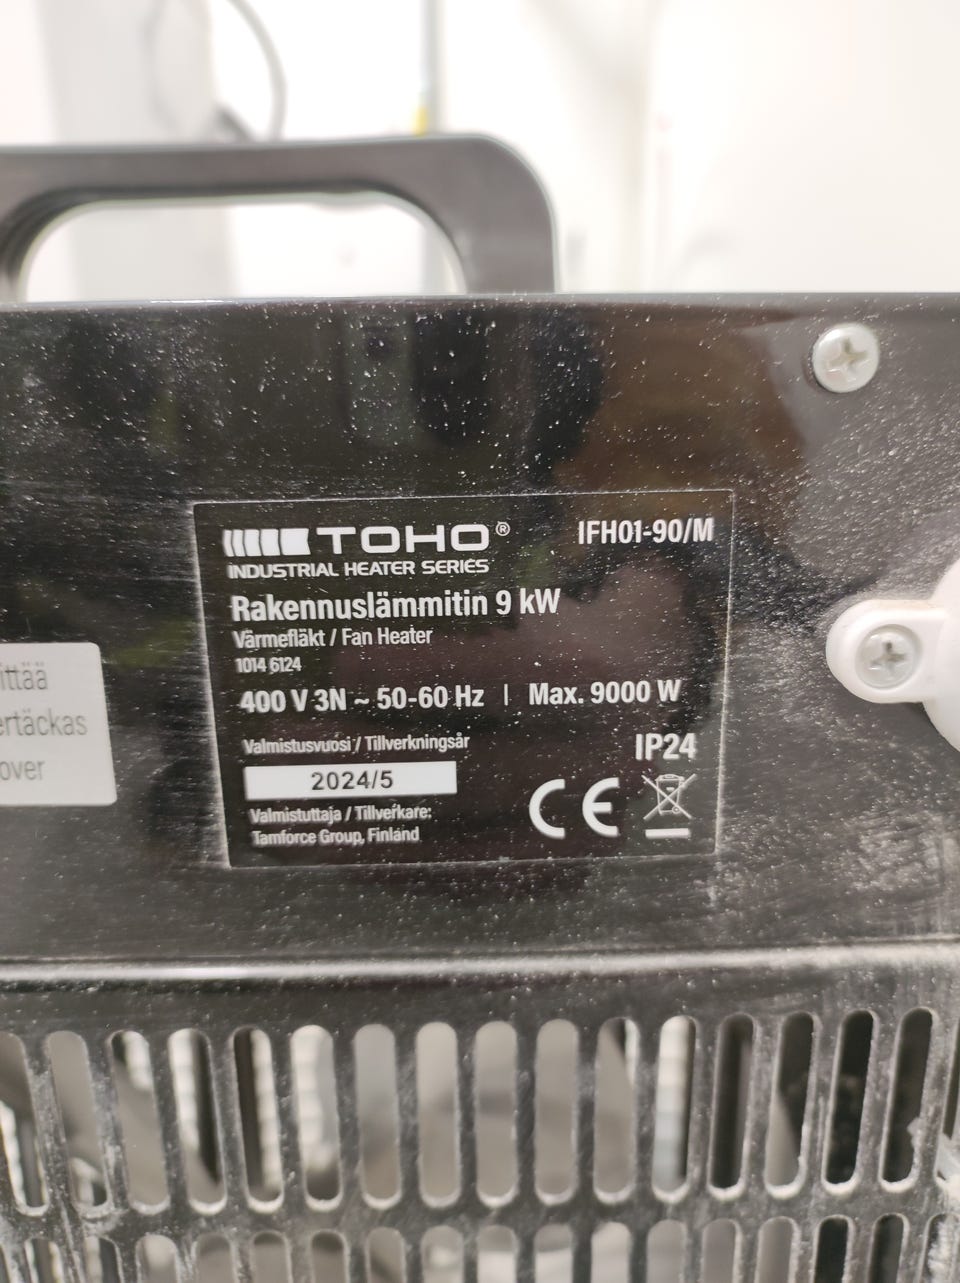 TOHO®
IFH01-90/M
INDUSTRIAL HEATER SERIES
Rakennuslämmitin 9 kW
Värmefläkt / Fan Heater
1014 6124
400 V 3N ~ 50-60 Hz | Max. 9000 W
Valmistusvuosi / Tillverkningsår
IP24
2024/5
CE
Valmistuttaja / Tillverkare:
Tamforce Group, Finland
ittää
ertäckas
over